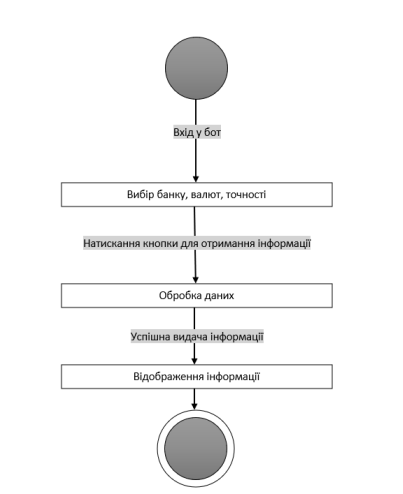 Вхід у бот
Вибір банку, валют, точності
Натискання кнопки для отримання інформації
Обробка даних
Успішна видача інформації
Відображення інформації